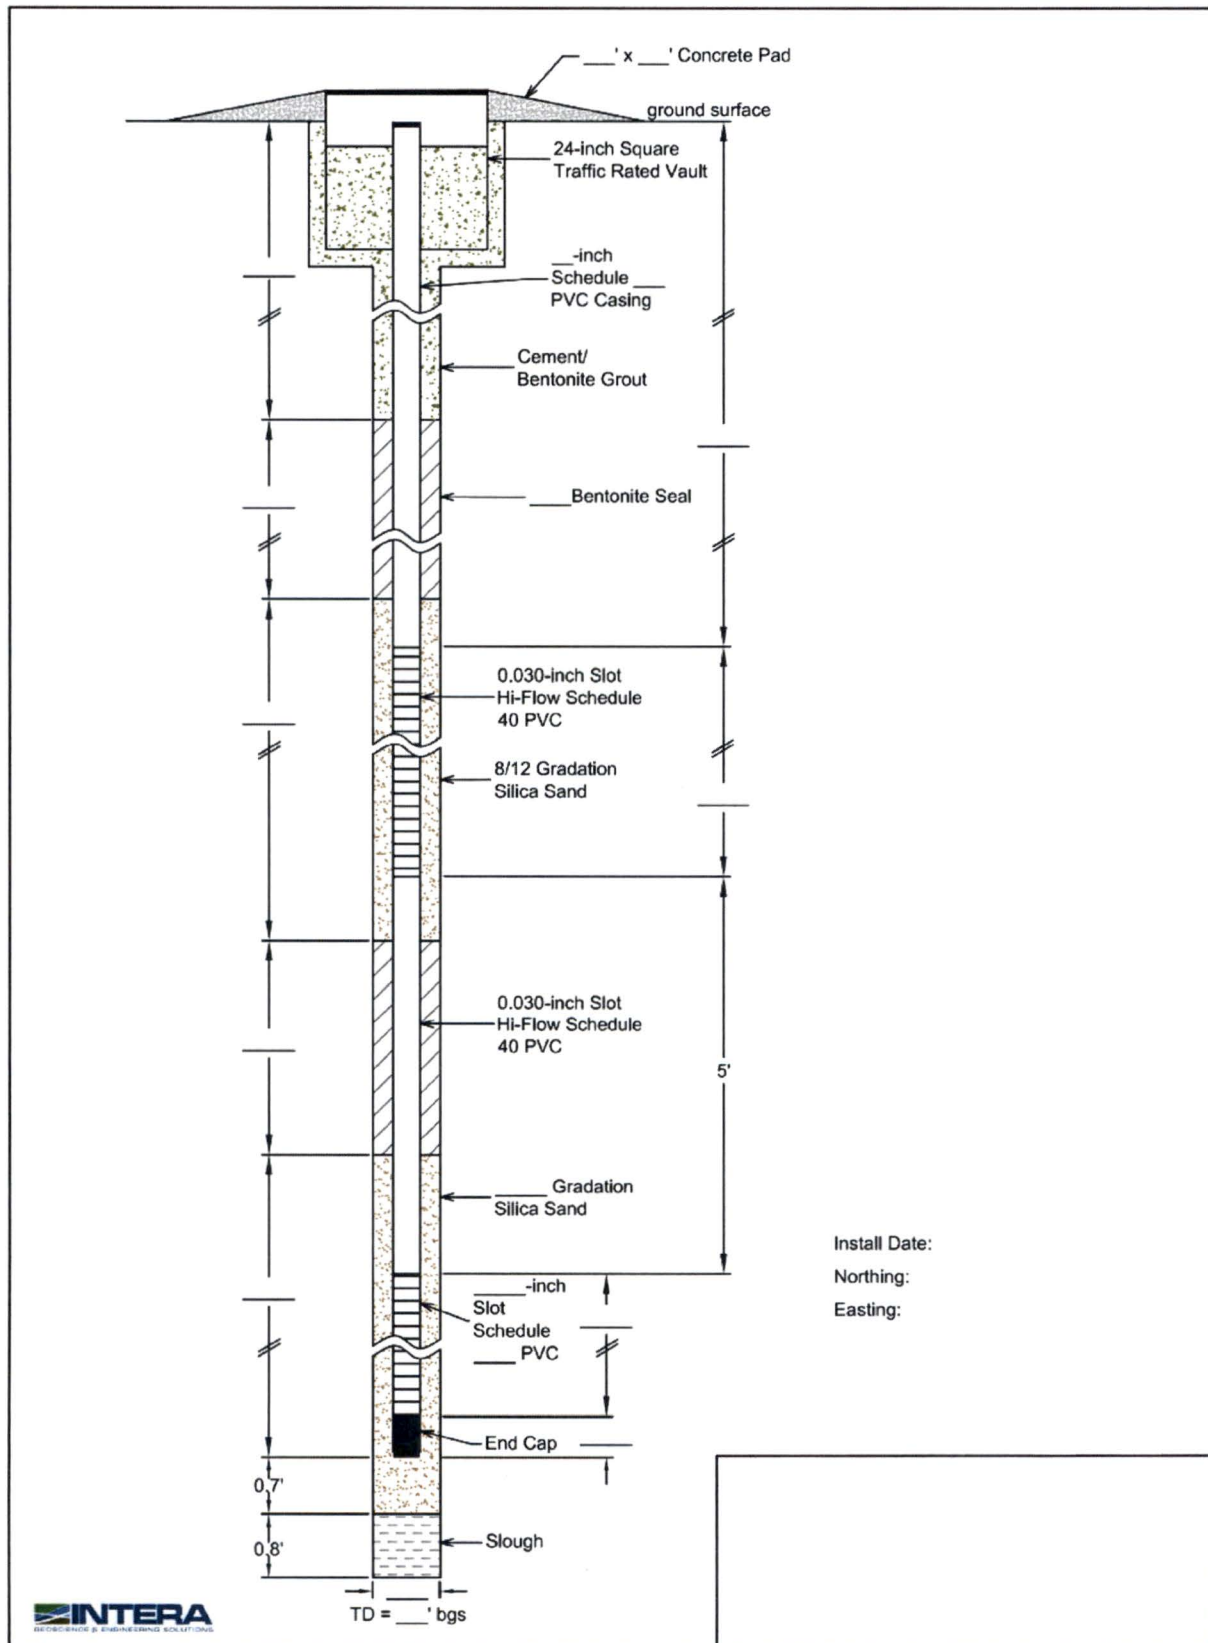 ___' x ___' Concrete Pad
ground surface
24-inch Square
Traffic Rated Vault
__-inch
Schedule ___
PVC Casing
Cement/
Bentonite Grout
____Bentonite Seal
0.030-inch Slot
Hi-Flow Schedule
40 PVC
8/12 Gradation
Silica Sand
0.030-inch Slot
Hi-Flow Schedule
40 PVC
5'
_____ Gradation
Silica Sand
Install Date:
Northing:
Easting:
_____-inch
Slot
Schedule
____ PVC
End Cap
0.7'
0.8'
Slough
TD = ___' bgs
INTERA
GEOSCIENCE & ENGINEERING SOLUTIONS